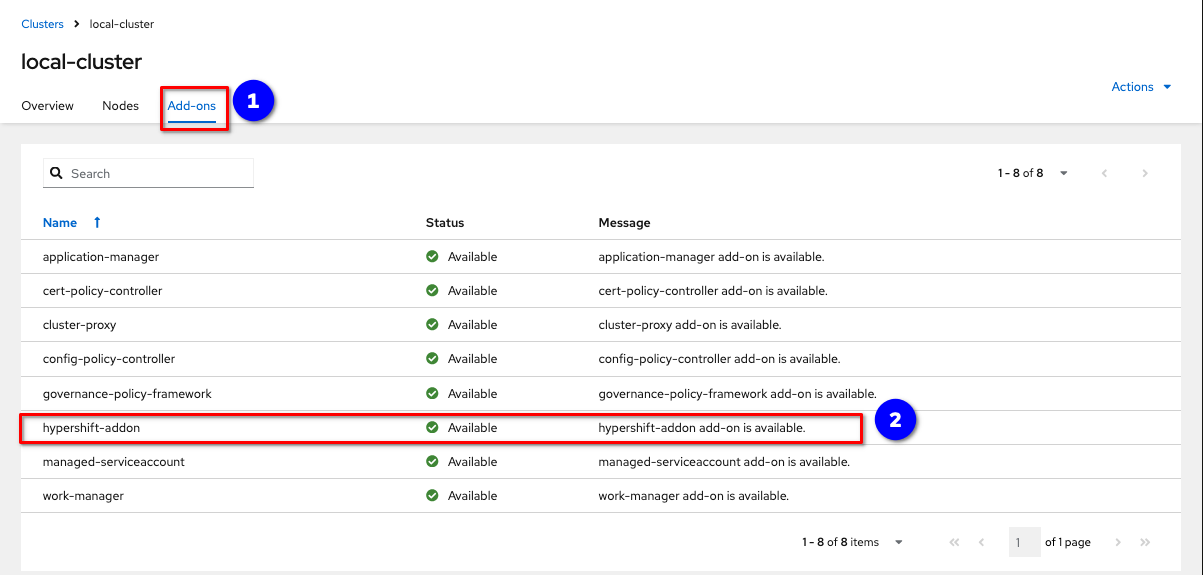 Clusters > local-cluster
local-cluster
Actions
Overview Nodes Add-ons 1
Search 1 - 8 of 8
Name Status Message
application-manager Available application-manager add-on is available.
cert-policy-controller Available cert-policy-controller add-on is available.
cluster-proxy Available cluster-proxy add-on is available.
config-policy-controller Available config-policy-controller add-on is available.
governance-policy-framework Available governance-policy-framework add-on is available.
hypershift-addon Available hypershift-addon add-on is available. 2
managed-serviceaccount Available managed-serviceaccount add-on is available.
work-manager Available work-manager add-on is available.
1 - 8 of 8 items 1 of 1 page